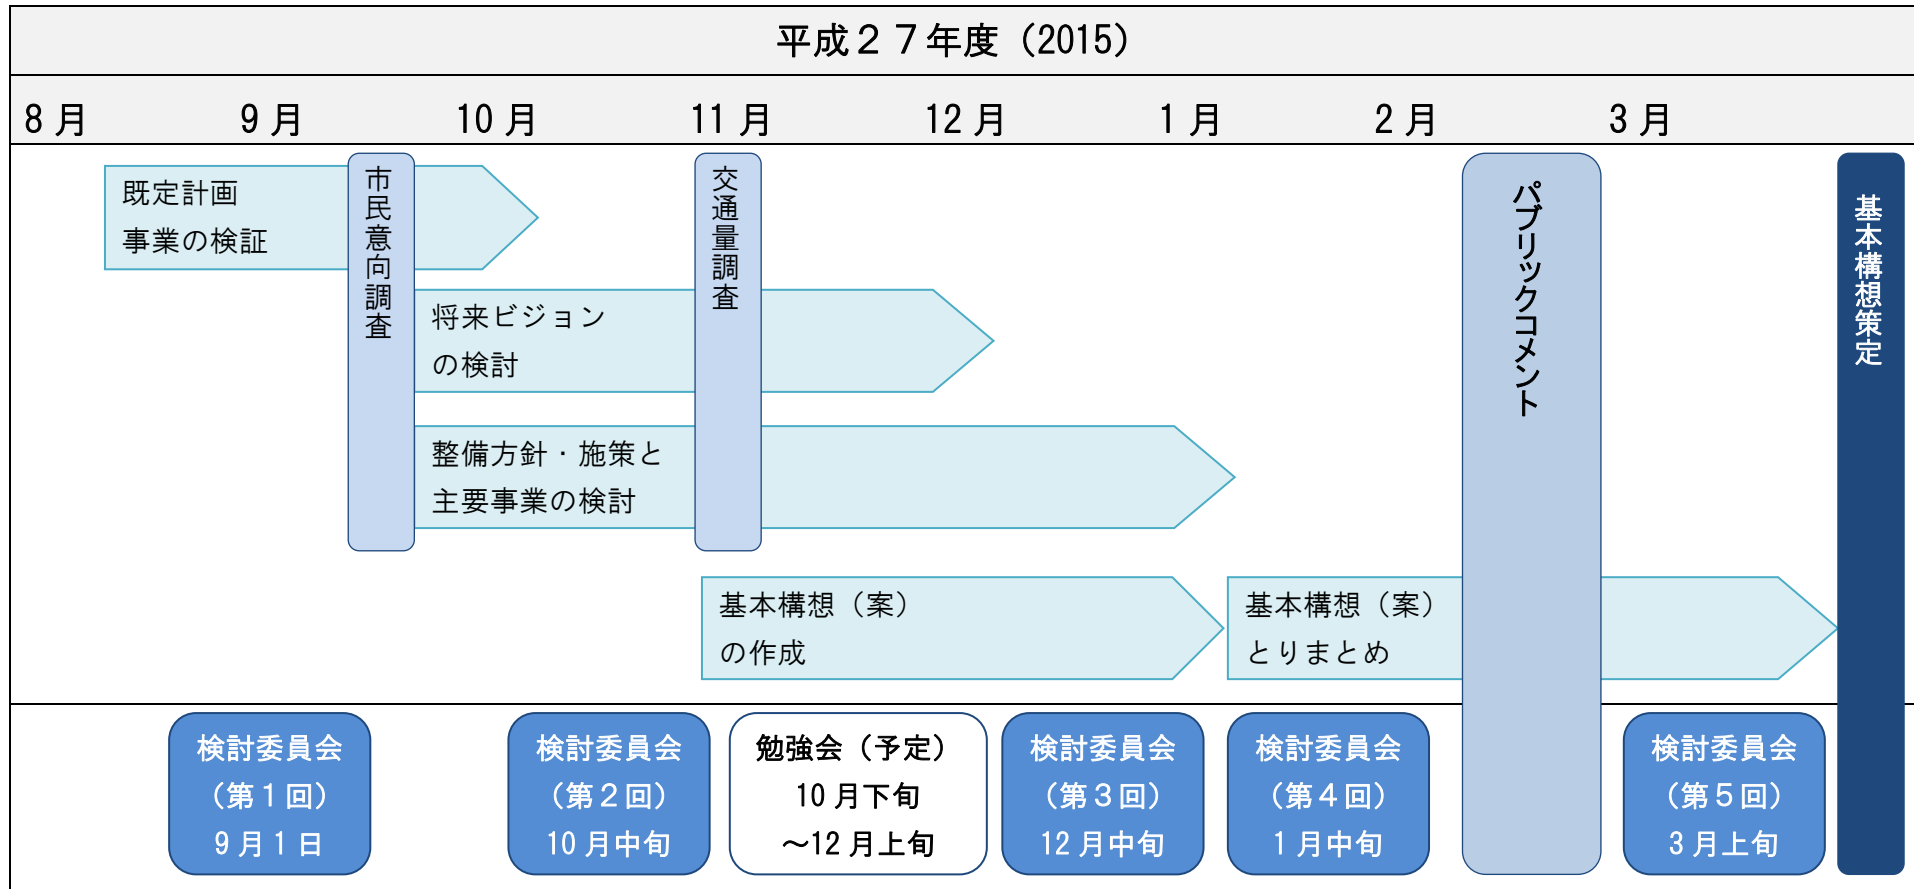 平成２７年度（2015）
8月 9月 10月 11月 12月 1月 2月 3月
既定計画
事業の検証
市民意向調査
交通量調査
パブリックコメント
基本構想策定
将来ビジョン
の検討
整備方針・施策と
主要事業の検討
基本構想（案）
の作成
基本構想（案）
とりまとめ
検討委員会
（第１回）
9月1日
検討委員会
（第２回）
10月中旬
勉強会（予定）
10月下旬
～12月上旬
検討委員会
（第３回）
12月中旬
検討委員会
（第４回）
1月中旬
検討委員会
（第５回）
3月上旬